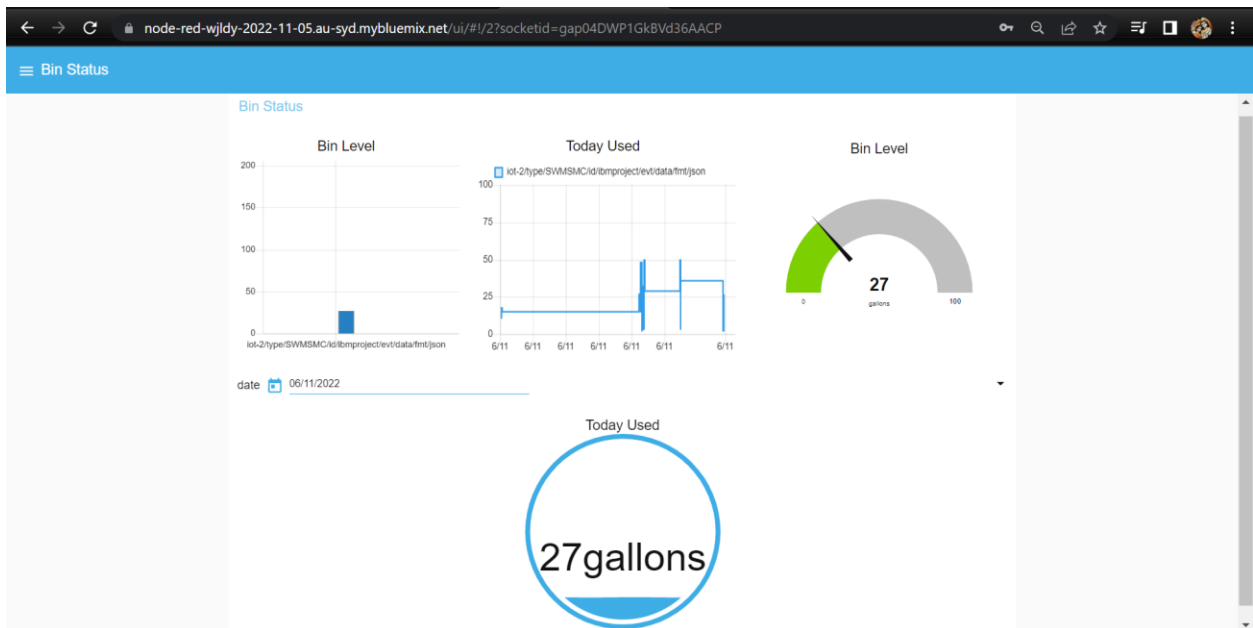 node-red-wjldy-2022-11-05.au-syd.mybluemix.net/ui/#!/2?socketid=gap04DWP1GkBVd36AACP
Bin Status
Bin Status
Bin Level
200
150
100
50
0
iot-2/type/SWMSMC/id/ibmproject/evt/data/fmt/json
Today Used
iot-2/type/SWMSMC/id/ibmproject/evt/data/fmt/json
100
75
50
25
0
6/11 6/11 6/11 6/11 6/11 6/11 6/11
Bin Level
27
gallons
0 100
date 06/11/2022
Today Used
27gallons